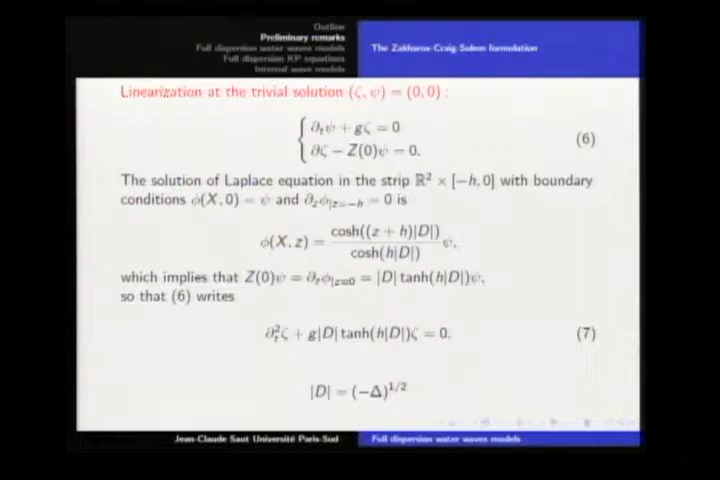 Outline
Preliminary remarks
Full dispersion water waves models
Full dispersion KP equations
Internal wave models
The Zakharov-Craig-Sulem formulation
Linearization at the trivial solution (ζ, ψ) = (0, 0) :
∂ₜψ + gζ = 0
∂ζ − Z(0)ψ = 0.
(6)
The solution of Laplace equation in the strip ℝ² × [−h, 0] with boundary
conditions ϕ(X, 0) = ψ and ∂_zϕ|_{z=−h} = 0 is
ϕ(X, z) = cosh((z + h)|D|) / cosh(h|D|) ψ,
which implies that Z(0)ψ = ∂_zϕ|_{z=0} = |D| tanh(h|D|)ψ,
so that (6) writes
∂ₜ²ζ + g|D| tanh(h|D|)ζ = 0. (7)
|D| = (−Δ)^{1/2}
Jean-Claude Saut Université Paris-Sud
Full dispersion water waves models